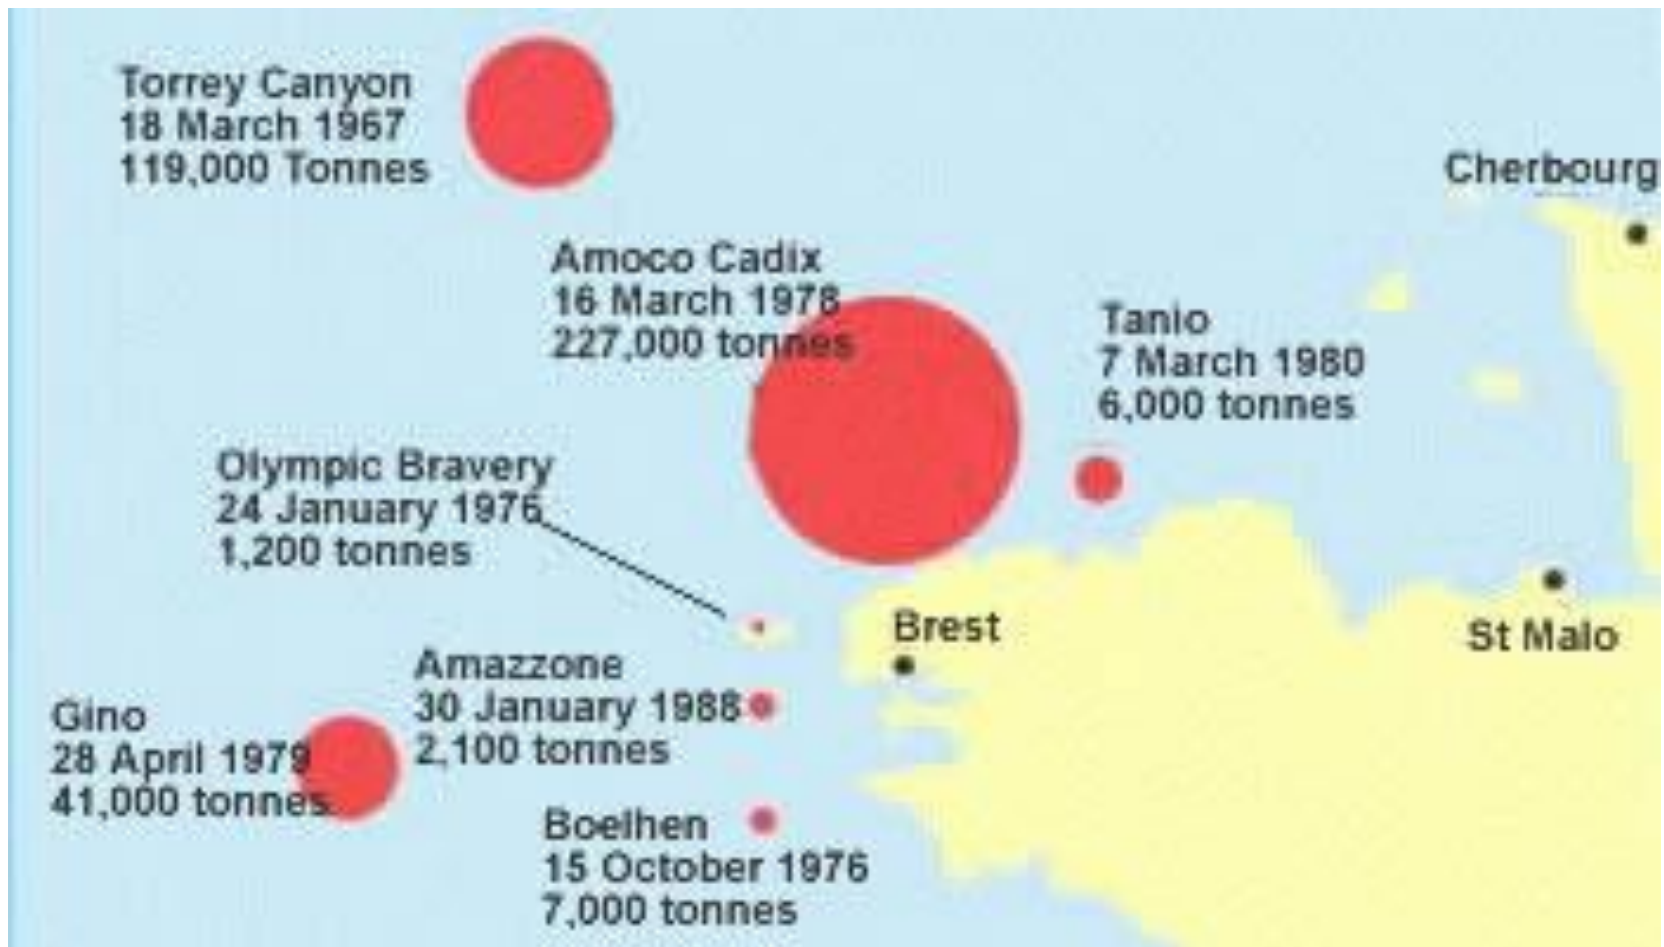 Torrey Canyon
18 March 1967
119,000 Tonnes
Cherbourg
Amoco Cadix
16 March 1978
227,000 tonnes
Tanio
7 March 1980
6,000 tonnes
Olympic Bravery
24 January 1976
1,200 tonnes
Brest
St Malo
Amazzone
30 January 1988
2,100 tonnes
Gino
28 April 1979
41,000 tonnes
Boelhen
15 October 1976
7,000 tonnes